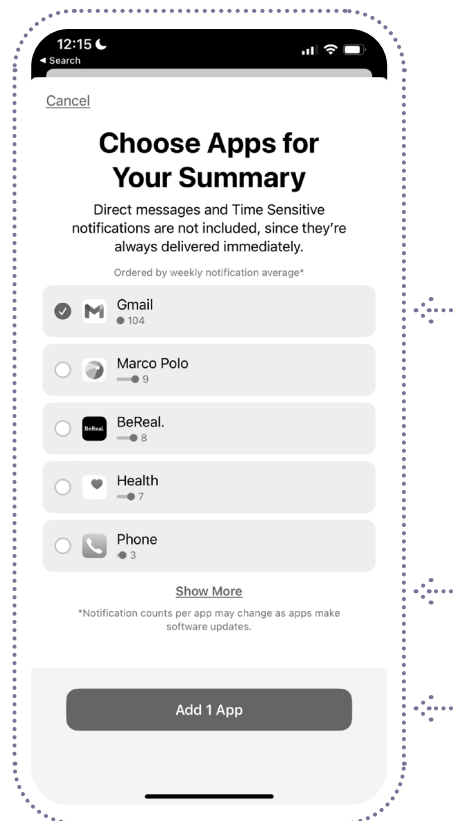 12:15
◀ Search
Cancel
Choose Apps for
Your Summary
Direct messages and Time Sensitive
notifications are not included, since they're
always delivered immediately.
Ordered by weekly notification average*
Gmail
104
Marco Polo
9
BeReal.
BeReal.
8
Health
7
Phone
3
Show More
*Notification counts per app may change as apps make
software updates.
Add 1 App